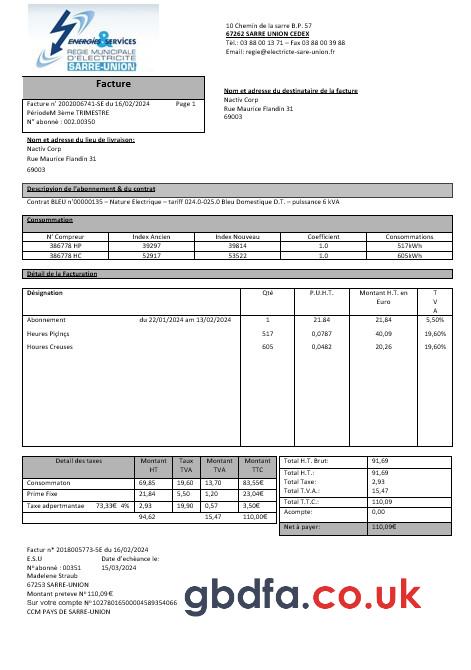 ENERGIES & SERVICES
REGIE MUNICIPALE
D'ELECTRICITE
SARRE-UNION
10 Chemin de la sarre B.P. 57
67262 SARRE UNION CEDEX
Tel.: 03 88 00 13 71 – Fax 03 88 00 39 88
Email: regie@electricte-sare-union.fr
Facture
Facture n' 2002006741-SE du 16/02/2024 Page 1
PériodeM 3ème TRIMESTRE
N° abonné : 002.00350
Nom et adresse du destinataire de la facture
Nactiv Corp
Rue Maurice Flandin 31
69003
Nom et adresse du lieu de livraison:
Nactiv Corp
Rue Maurice Flandin 31
69003
Descripyion de l'abonnement & du contrat
Contrat BLEU n°00000135 – Nature Electrique – tariff 024.0-025.0 Bleu Domestique D.T. – puissance 6 kVA
Consommation
N° Compreur Index Ancien Index Nouveau Coefficient Consommations
386778 HP 39297 39814 1.0 517kWh
386778 HC 52917 53522 1.0 605kWh
Détail de la Facturation
Désignation Qté P.U.H.T. Montant H.T. en Euro T V A
Abonnement du 22/01/2024 am 13/02/2024 1 21.84 21,84 5,50%
Heures Piçinçs 517 0,0787 40,09 19,60%
Houres Creuses 605 0,0482 20,26 19,60%
Detail des taxes Montant HT Taux TVA Montant TVA Montant TTC
Consommaton 69,85 19,60 13,70 83,55€
Prime Fixe 21,84 5,50 1,20 23,04€
Taxe adpertmantae 73,33€ 4% 2,93 19,90 0,57 3,50€
94,62 15,47 110,00€
Total H.T. Brut: 91,69
Total H.T.: 91,69
Total Taxe: 2,93
Total T.V.A.: 15,47
Total T.T.C.: 110,09
Acompte: 0,00
Net à payer: 110,09€
Factur n° 2018005773-SE du 16/02/2024
E.S.U Date d'echèance le:
N°abonné : 00351 15/03/2024
Madelene Straub
67253 SARRE-UNION
Montant preteve N° 110,09€
Sur votre compte N°10278016500004589354066
CCM PAYS DE SARRE-UNION
gbdfa.co.uk